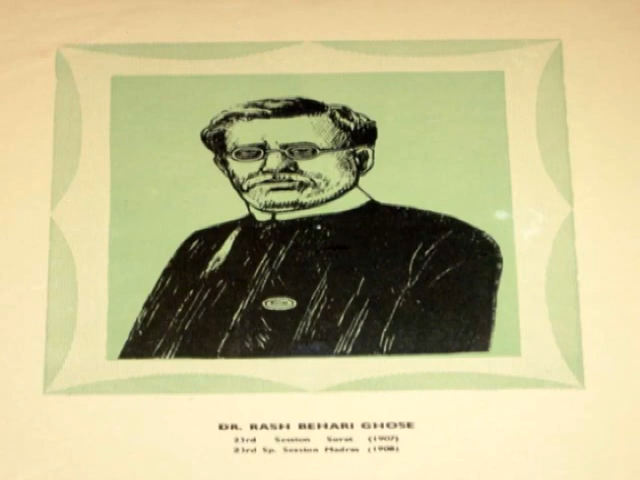 DR. RASH BEHARI GHOSE
23rd Session Surat (1907)
23rd Sp. Session Madras (1908)